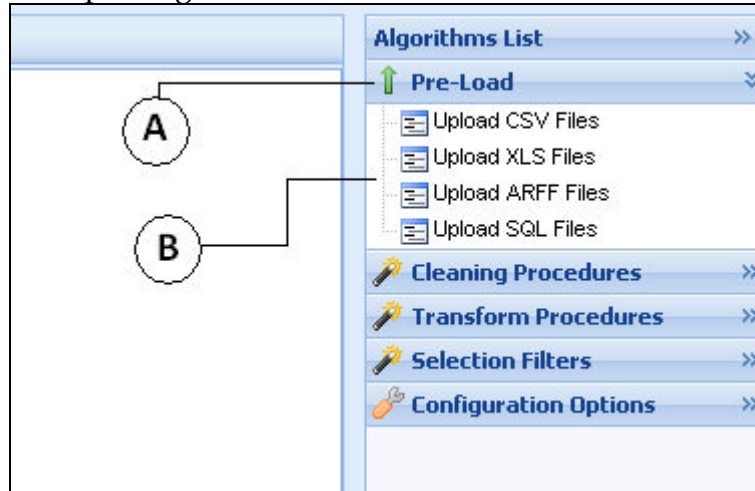 Algorithms List
Pre-Load
A
Upload CSV Files
Upload XLS Files
Upload ARFF Files
Upload SQL Files
B
Cleaning Procedures
Transform Procedures
Selection Filters
Configuration Options